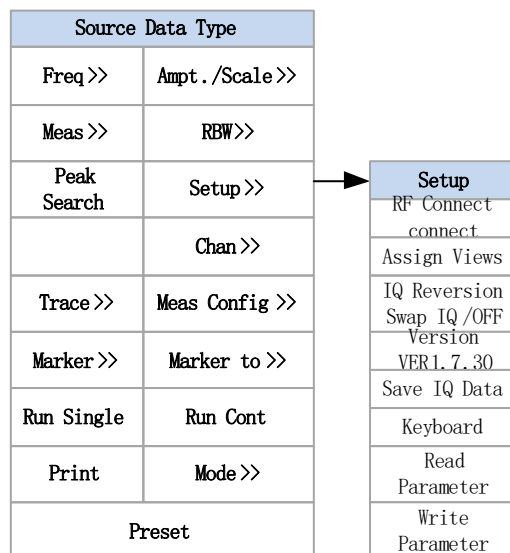 Source Data Type
Freq>> Ampt./Scale>>
Meas>> RBW>>
Peak
Search
Setup>>
Chan>>
Trace>> Meas Config >>
Marker>> Marker to >>
Run Single Run Cont
Print Mode>>
Preset
Setup
RF Connect
connect
Assign Views
IQ Reversion
Swap IQ/OFF
Version
VER1.7.30
Save IQ Data
Keyboard
Read
Parameter
Write
Parameter